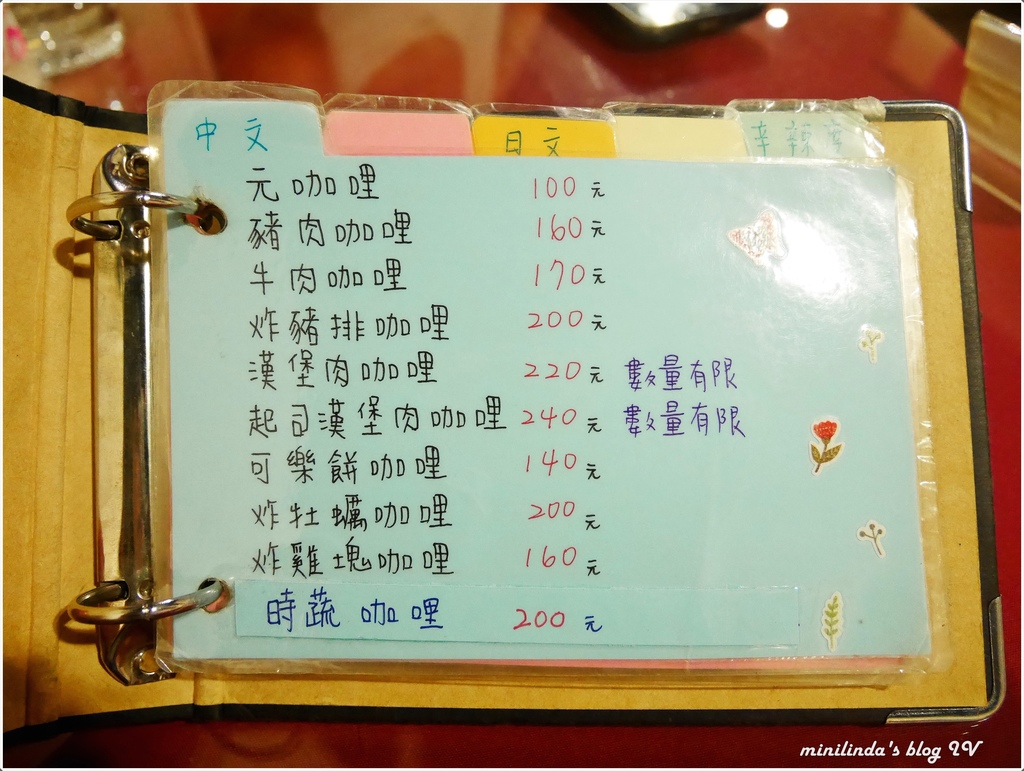 中文
日文
辛辣度
元咖哩 100元
豬肉咖哩 160元
牛肉咖哩 170元
炸豬排咖哩 200元
漢堡肉咖哩 220元 數量有限
起司漢堡肉咖哩 240元 數量有限
可樂餅咖哩 140元
炸牡蠣咖哩 200元
炸雞塊咖哩 160元
時蔬咖哩 200元
minilinda's blog IV